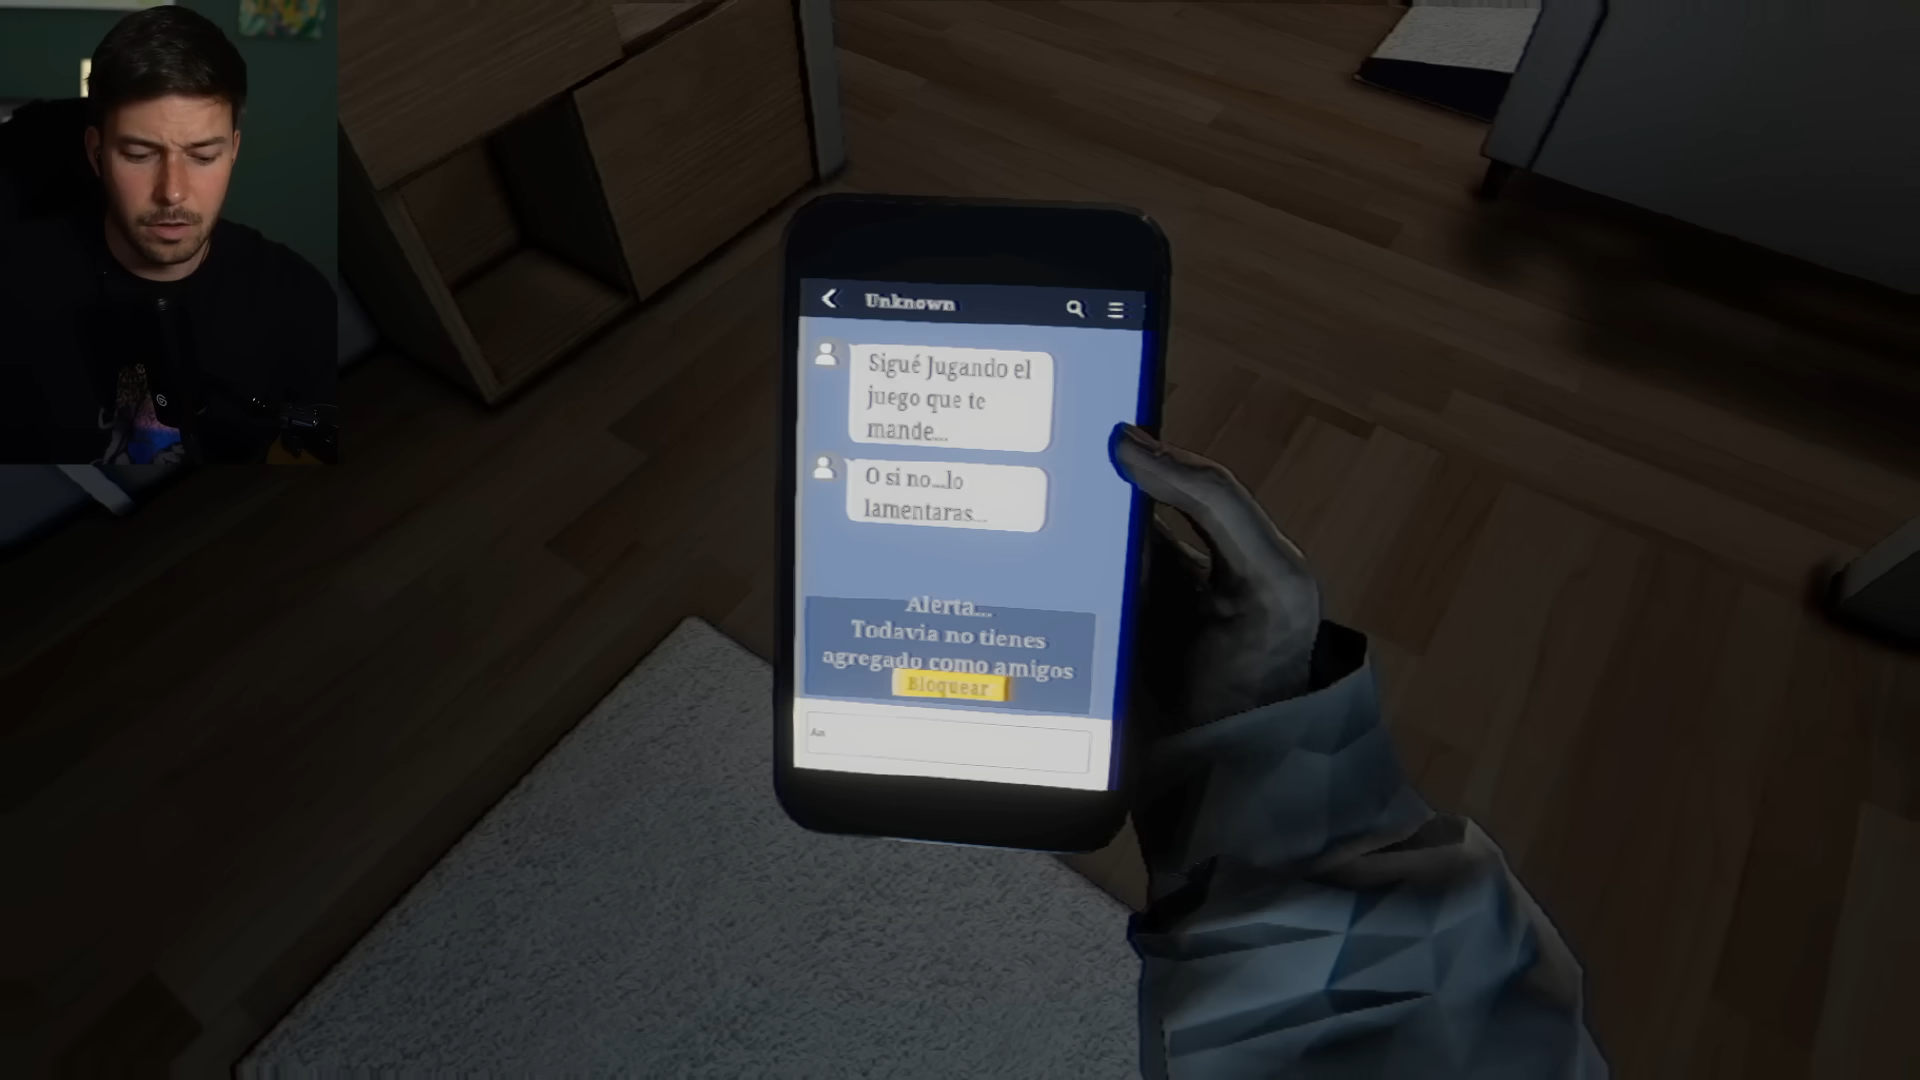 Unknown
Sigué Jugando el
juego que te
mande...
O si no...lo
lamentaras...
Alerta...
Todavia no tienes
agregado como amigos
Bloquear
Aa